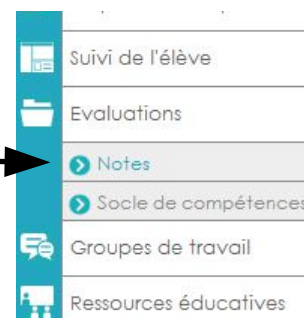 Suivi de l'élève
Evaluations
Notes
Socle de compétences
Groupes de travail
Ressources éducatives